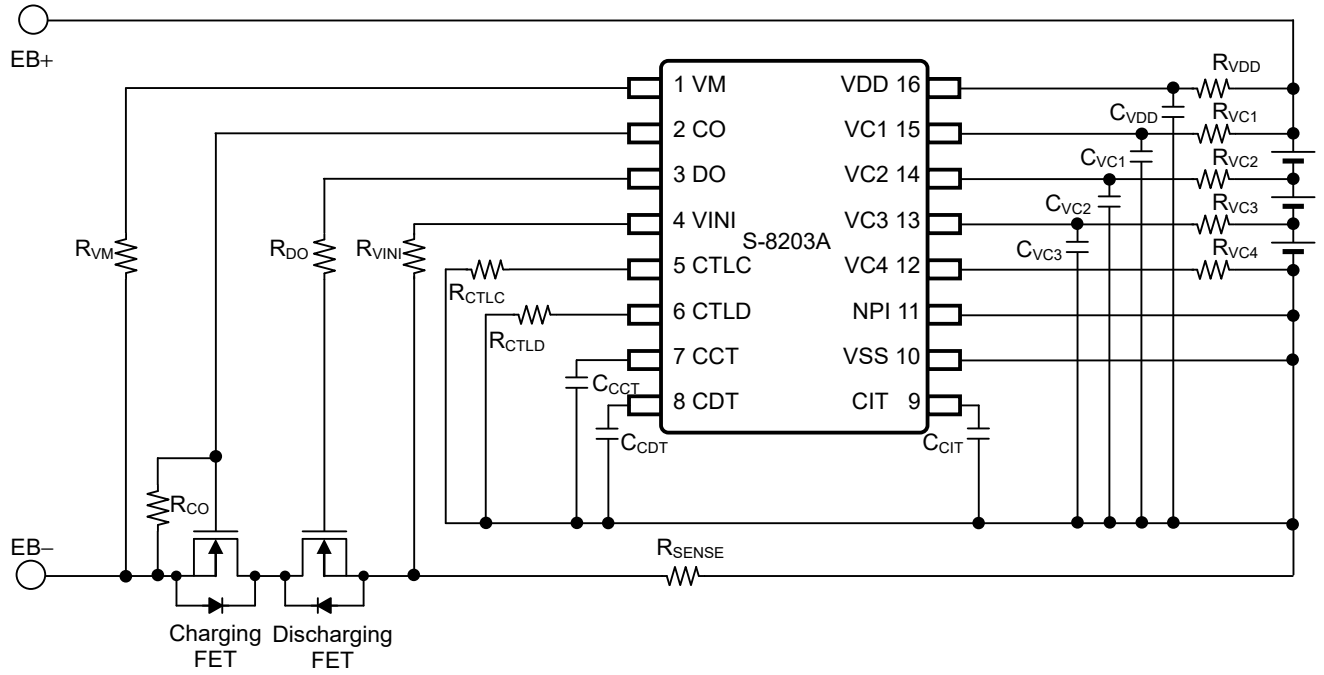 EB+
1 VM
2 CO
3 DO
4 VINI
5 CTLC
6 CTLD
7 CCT
8 CDT
S-8203A
VDD 16
VC1 15
VC2 14
VC3 13
VC4 12
NPI 11
VSS 10
CIT 9
RVDD
CVDD
RVC1
CVC1
RVC2
CVC2
RVC3
CVC3
RVC4
RVM
RDO
RVINI
RCTLC
RCTLD
CCCT
CCDT
CCIT
RCO
EB−
RSENSE
Charging
FET
Discharging
FET